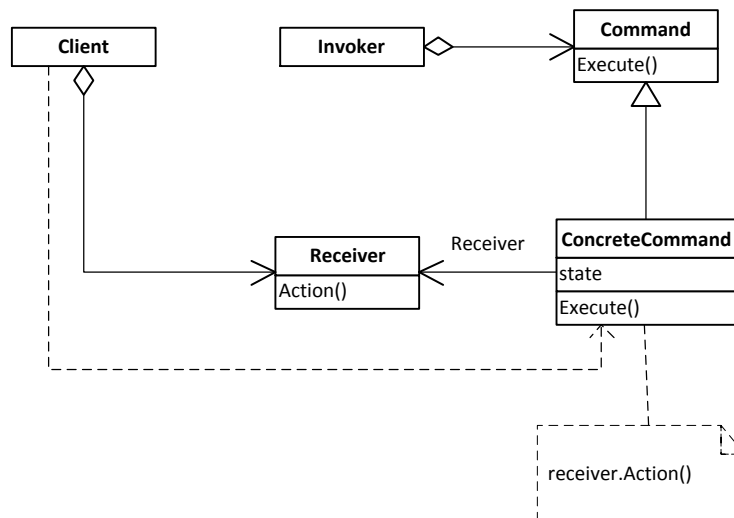 Client
Invoker
Command
Execute()
Receiver
Action()
Receiver
ConcreteCommand
state
Execute()
receiver.Action()